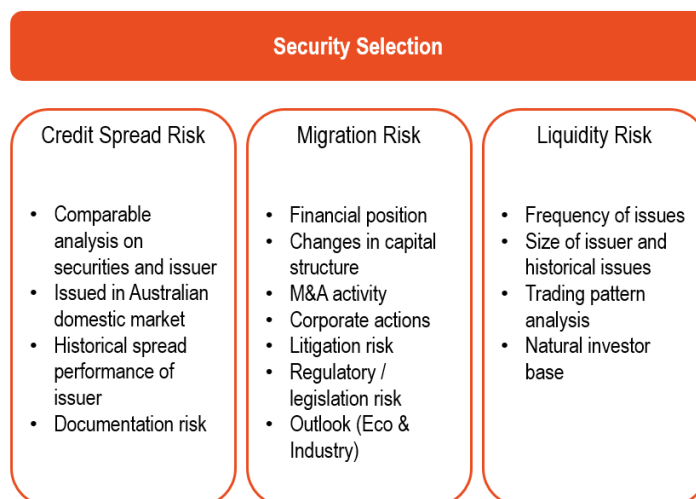 Security Selection
Credit Spread Risk
• Comparable
analysis on
securities and issuer
• Issued in Australian
domestic market
• Historical spread
performance of
issuer
• Documentation risk
Migration Risk
• Financial position
• Changes in capital
structure
• M&A activity
• Corporate actions
• Litigation risk
• Regulatory /
legislation risk
• Outlook (Eco &
Industry)
Liquidity Risk
• Frequency of issues
• Size of issuer and
historical issues
• Trading pattern
analysis
• Natural investor
base